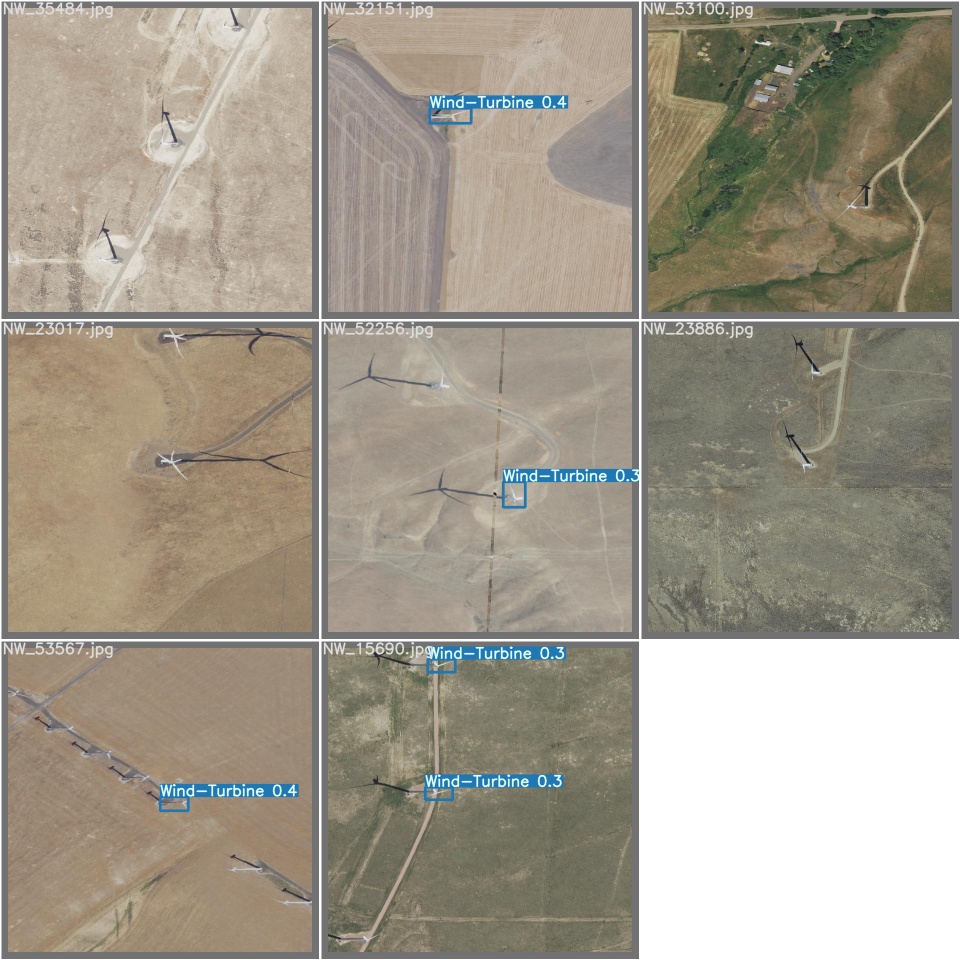 NW_35484.jpg
NW_32151.jpg
NW_53100.jpg
Wind-Turbine 0.4
NW_23017.jpg
NW_52256.jpg
NW_23886.jpg
Wind-Turbine 0.3
NW_53567.jpg
NW_15690.jpg
Wind-Turbine 0.3
Wind-Turbine 0.3
Wind-Turbine 0.4